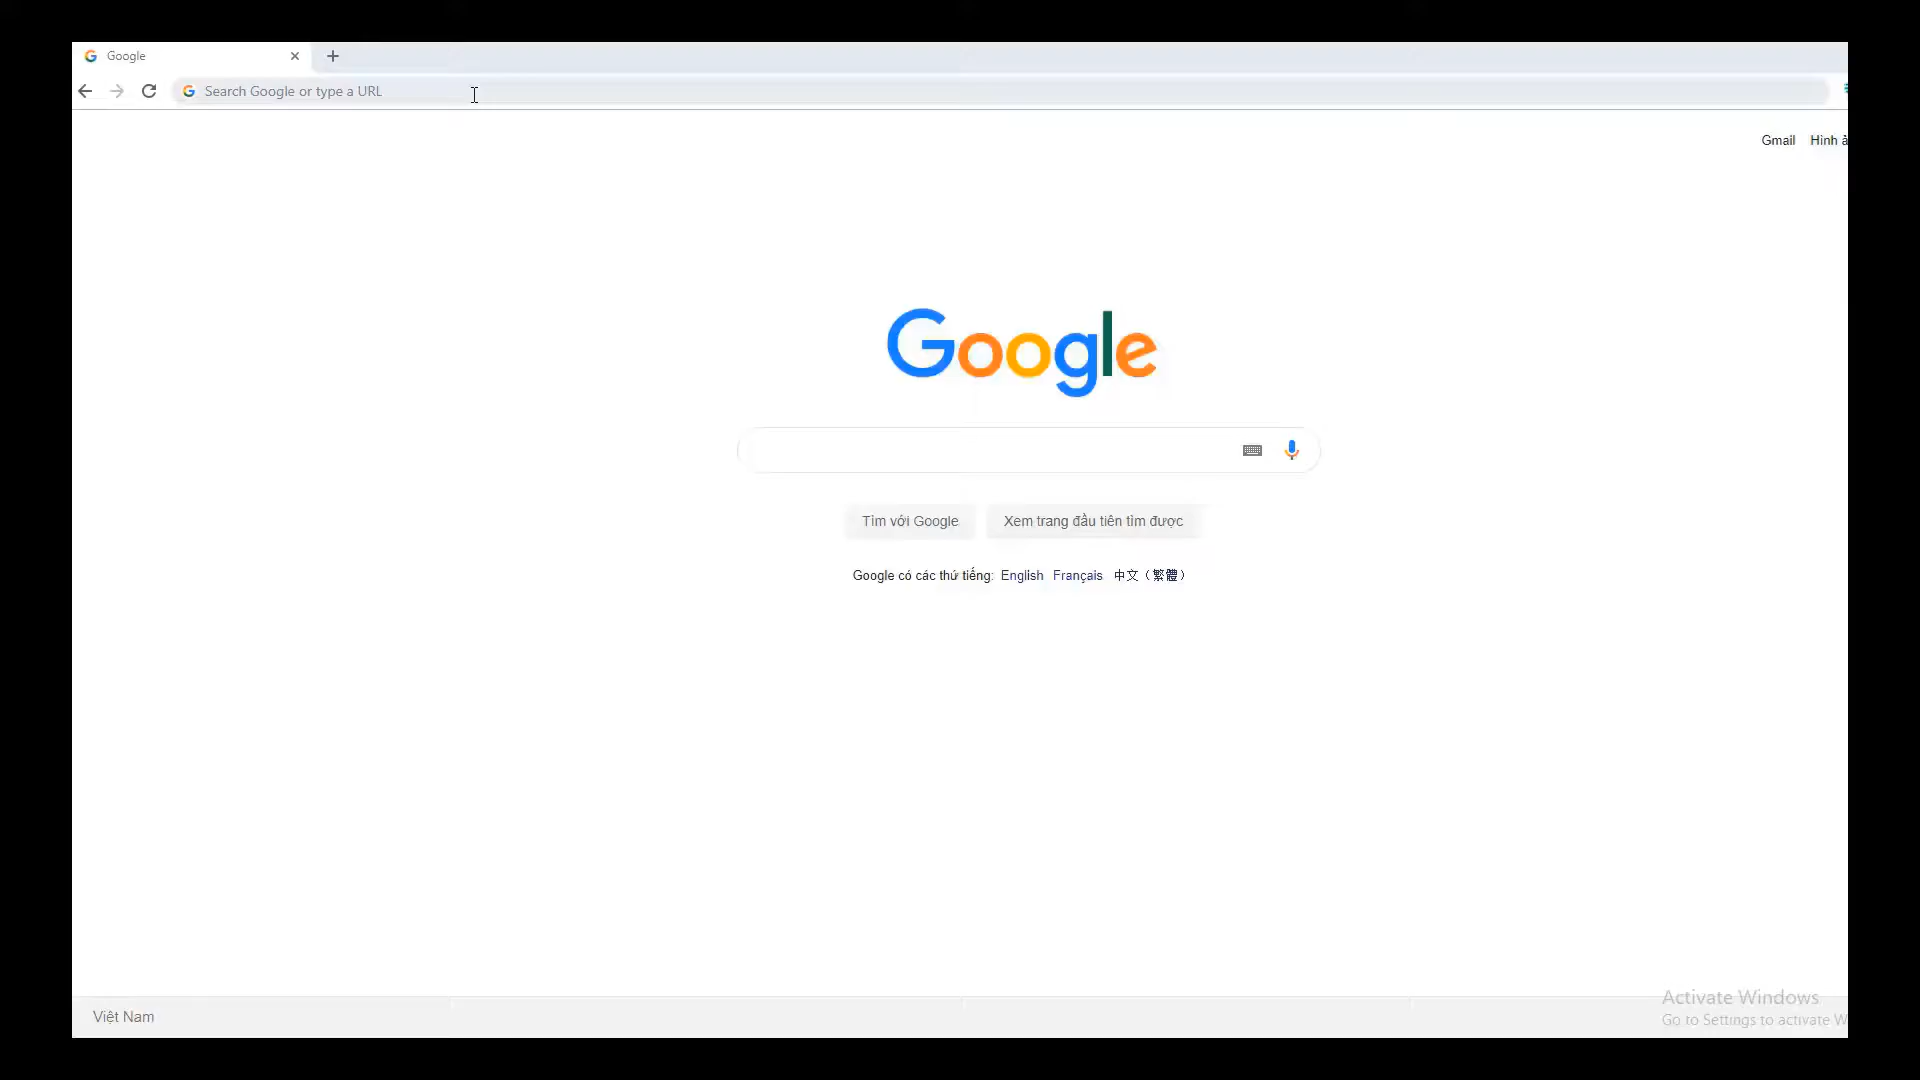 Google
Search Google or type a URL
Gmail
Google
Tìm với Google
Xem trang đầu tiên tìm được
Google có các thứ tiếng: English Français 中文（繁體）
Việt Nam
Activate Windows
Go to Settings to activate